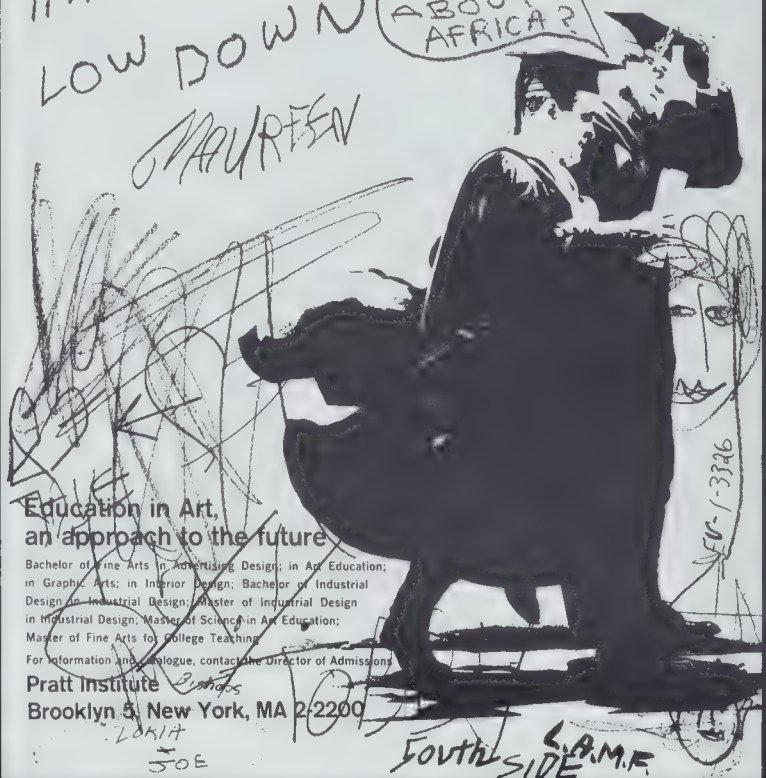 ABOUT
AFRICA?
LOW DOWN
MAUREEN
EV-1-3326
THE
Education in Art,
an approach to the future
Bachelor of Fine Arts in Advertising Design; in Art Education;
in Graphic Arts; in Interior Design; Bachelor of Industrial
Design in Industrial Design; Master of Industrial Design
in Industrial Design; Master of Science in Art Education;
Master of Fine Arts for College Teaching
For information and catalogue, contact the Director of Admissions
Pratt Institute Bishops
Brooklyn 5, New York, MA 2-2200
LOKIA
JOE
South
SIDE
L.A.M.F.